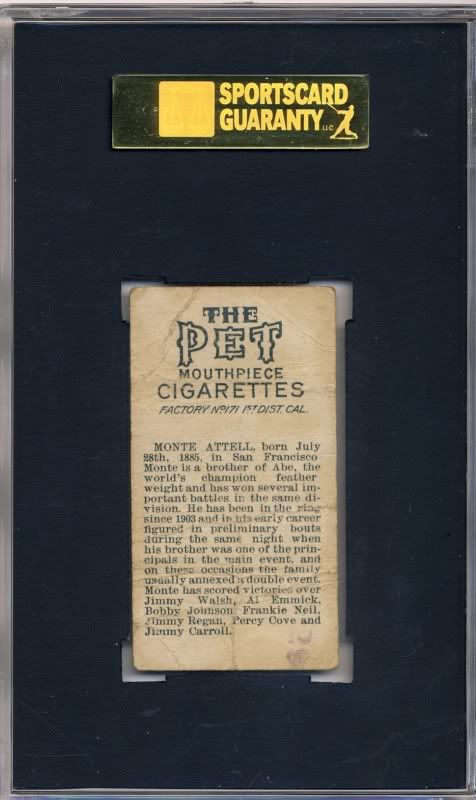 SPORTSCARD
GUARANTY LLC
THE
PET
MOUTHPIECE
CIGARETTES
FACTORY Nº171 1ST DIST. CAL.
MONTE ATTELL, born July
28th, 1885, in San Francisco
Monte is a brother of Abe, the
world's champion feather
weight and has won several im-
portant battles in the same di-
vision. He has been in the ring
since 1903 and in his early career
figured in preliminary bouts
during the same night when
his brother was one of the prin-
cipals in the main event, and
on these occasions the family
usually annexed a double event.
Monte has scored victories over
Jimmy Walsh, Al Emmick,
Bobby Johnson, Frankie Neil,
Jimmy Regan, Percy Cove and
Jimmy Carroll.